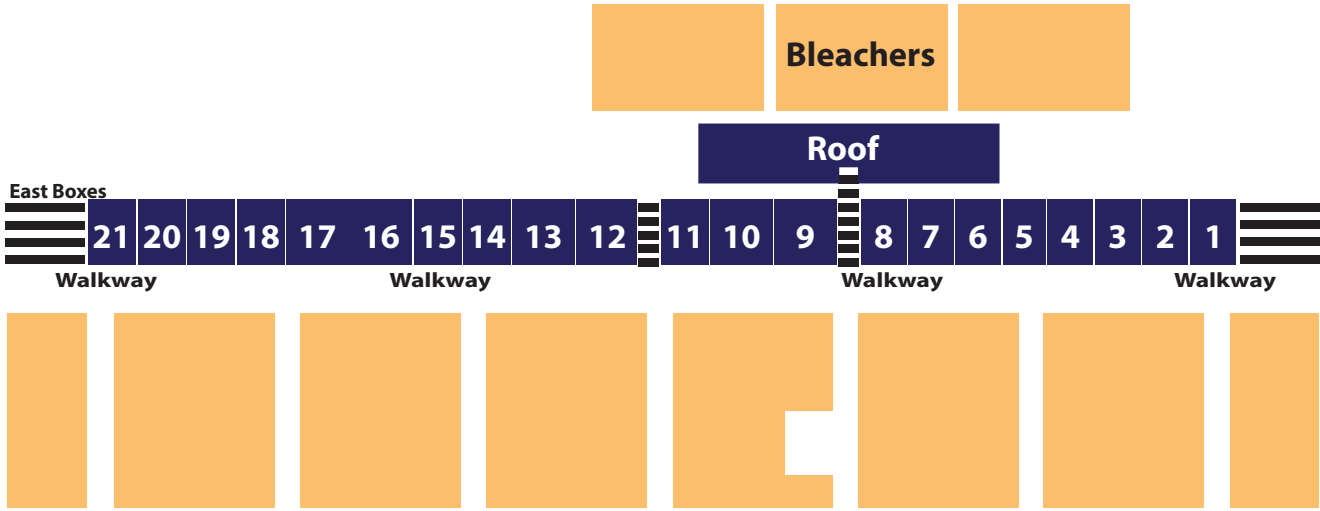 Bleachers
Roof
East Boxes
21 20 19 18 17 16 15 14 13 12 11 10 9 8 7 6 5 4 3 2 1
Walkway Walkway Walkway Walkway